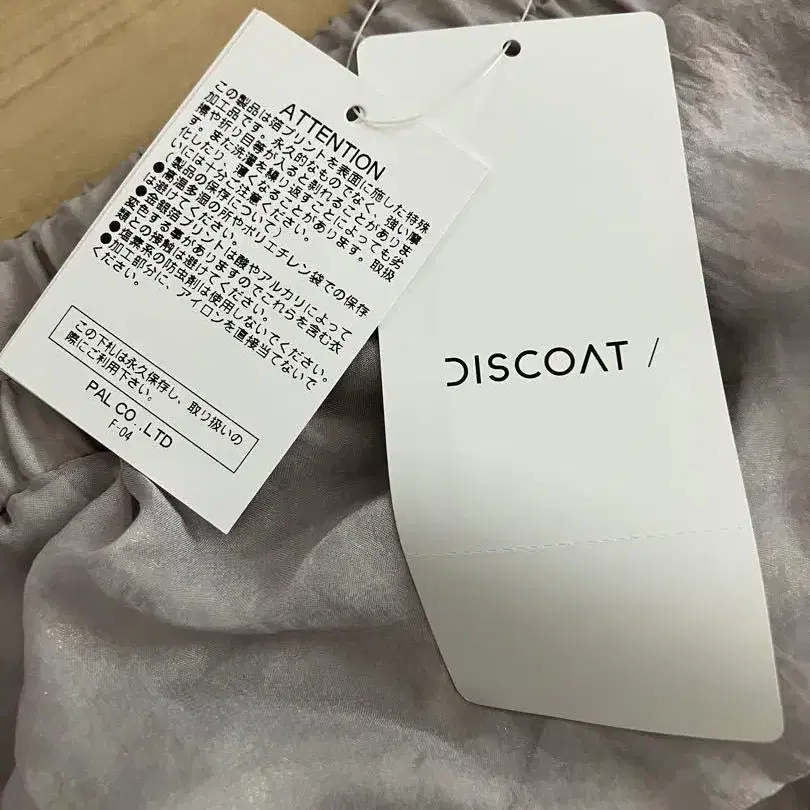 ATTENTION
この製品は箔プリントを表面に施した特殊
加工品です。永久的なものでなく、強い摩
擦や折り目等が入ると剥れることがありま
す。また洗濯を繰り返すことによっても劣
化したり、薄くなることがあります。取扱
いには十分ご注意ください。
(製品の保存について)
●高温多湿の所やポリエチレン袋での保存
は避けてください。
●金銀箔プリントは酸やアルカリによって
変色する事がありますのでこれらを含む衣
類との接触は避けてください。
●塩素系の防虫剤は使用しないでください。
●加工部分に、アイロンを直接当てないで
ください。
この下札は永久保存し、取り扱いの
際にご利用下さい。
PAL CO.,LTD
F-04
DISCOAT /